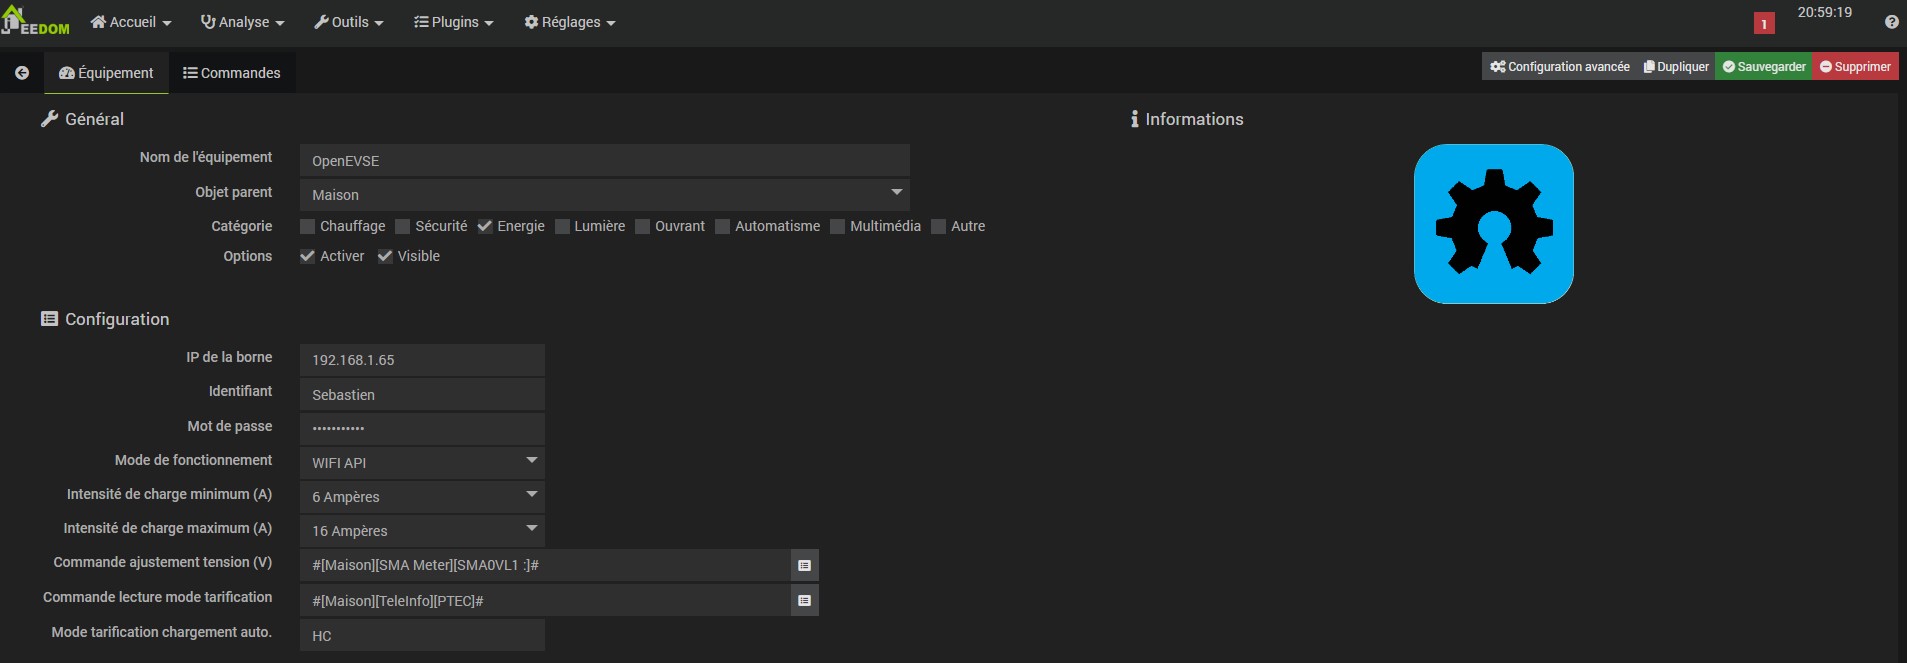 JEEDOM Accueil Analyse Outils Plugins Réglages 1 20:59:19
Équipement Commandes Configuration avancée Dupliquer Sauvegarder Supprimer
Général
Informations
Nom de l'équipement OpenEVSE
Objet parent Maison
Catégorie Chauffage Sécurité Energie Lumière Ouvrant Automatisme Multimédia Autre
Options Activer Visible
Configuration
IP de la borne 192.168.1.65
Identifiant Sebastien
Mot de passe •••••••••••
Mode de fonctionnement WIFI API
Intensité de charge minimum (A) 6 Ampères
Intensité de charge maximum (A) 16 Ampères
Commande ajustement tension (V) #[Maison][SMA Meter][SMA0VL1 :]#
Commande lecture mode tarification #[Maison][TeleInfo][PTEC]#
Mode tarification chargement auto. HC